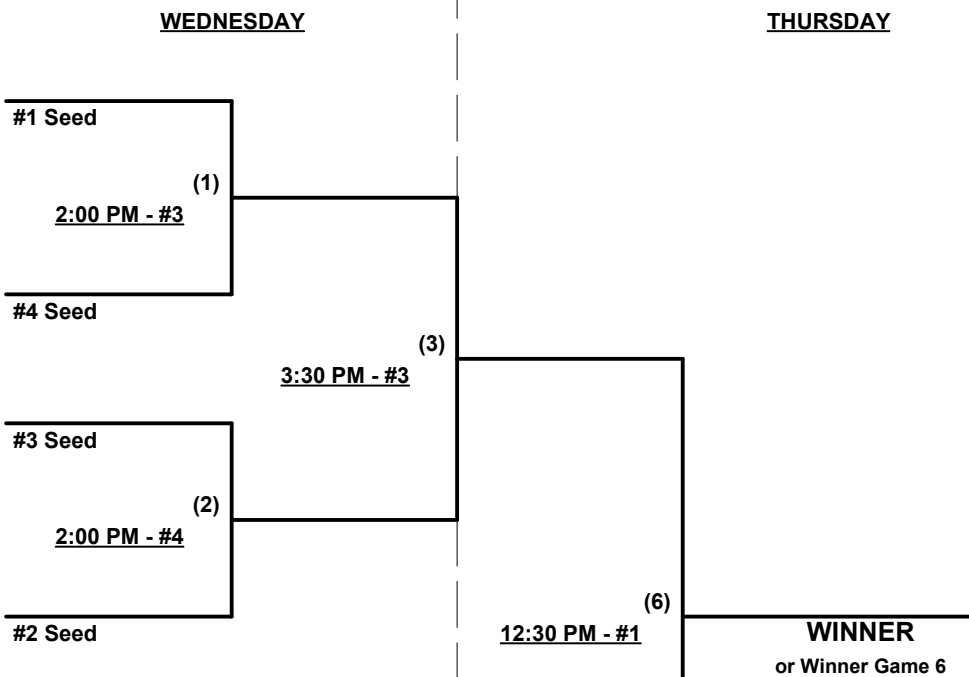 WEDNESDAY
THURSDAY
#1 Seed
(1)
2:00 PM - #3
#4 Seed
(3)
3:30 PM - #3
#3 Seed
(2)
2:00 PM - #4
(6)
#2 Seed
12:30 PM - #1
WINNER
or Winner Game 6